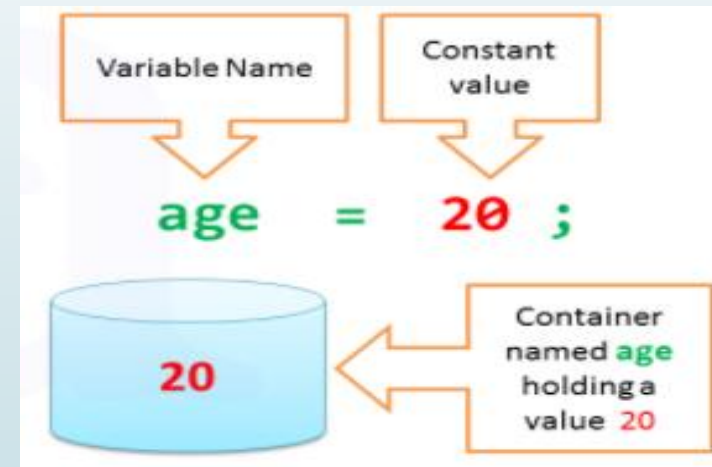 Variable Name
Constant
value
age = 20 ;
20
Container
named age
holding a
value 20